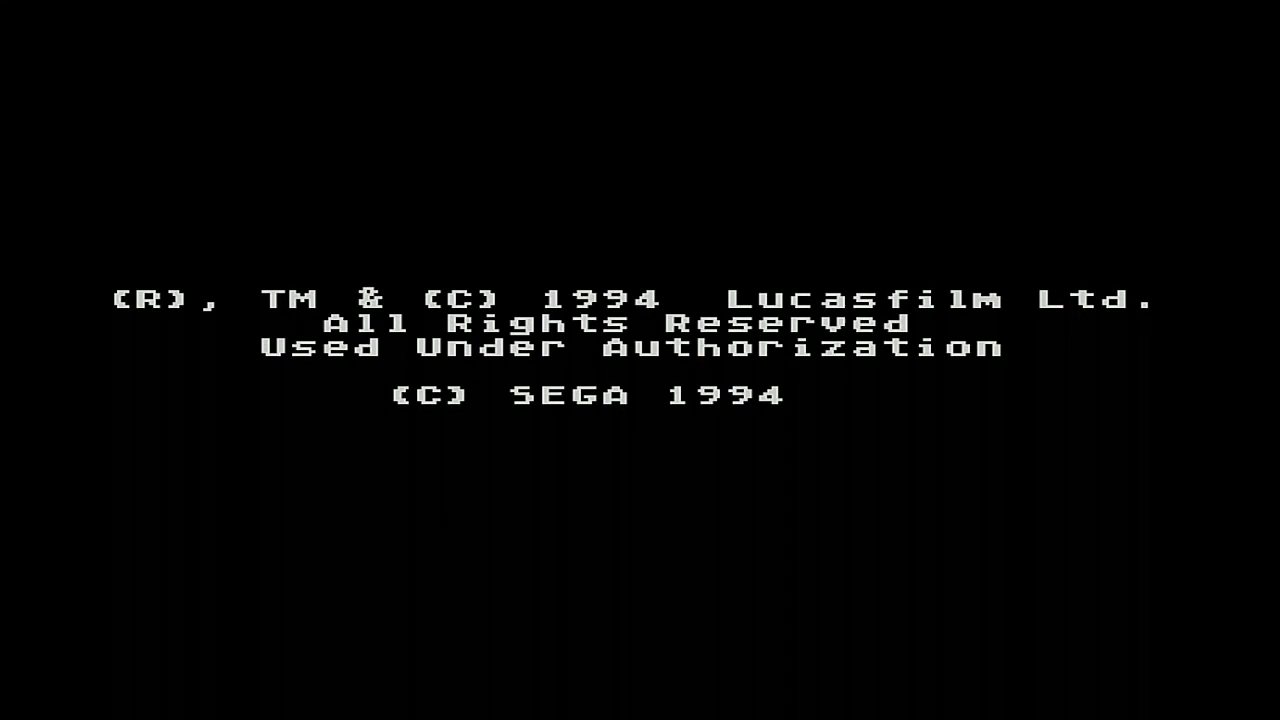 (R), TM & (C) 1994 Lucasfilm Ltd.
All Rights Reserved
Used Under Authorization
(C) SEGA 1994